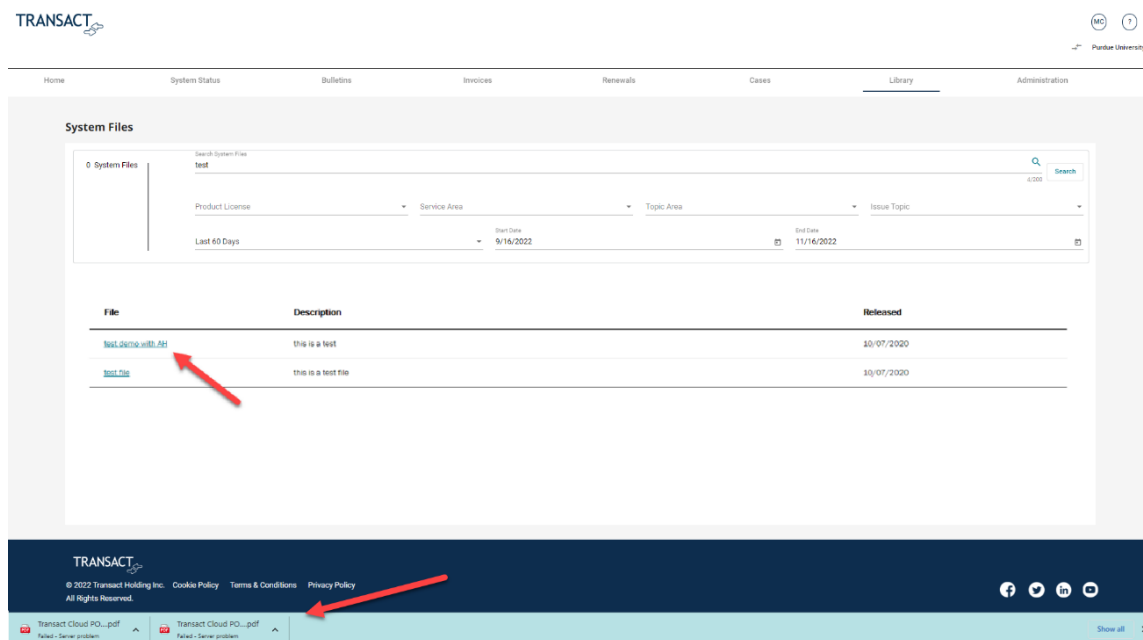 TRANSACT
MC ?
Purdue University
Home System Status Bulletins Invoices Renewals Cases Library Administration
System Files
0 System Files
Search System Files
test
4/200
Search
Product License Service Area Topic Area Issue Topic
Last 60 Days
Start Date
9/16/2022
End Date
11/16/2022
File Description Released
test demo with AH this is a test 10/07/2020
test file this is a test file 10/07/2020
TRANSACT
© 2022 Transact Holding Inc. Cookie Policy Terms & Conditions Privacy Policy
All Rights Reserved.
Transact Cloud PO....pdf
Failed - Server problem
Transact Cloud PO....pdf
Failed - Server problem
Show all